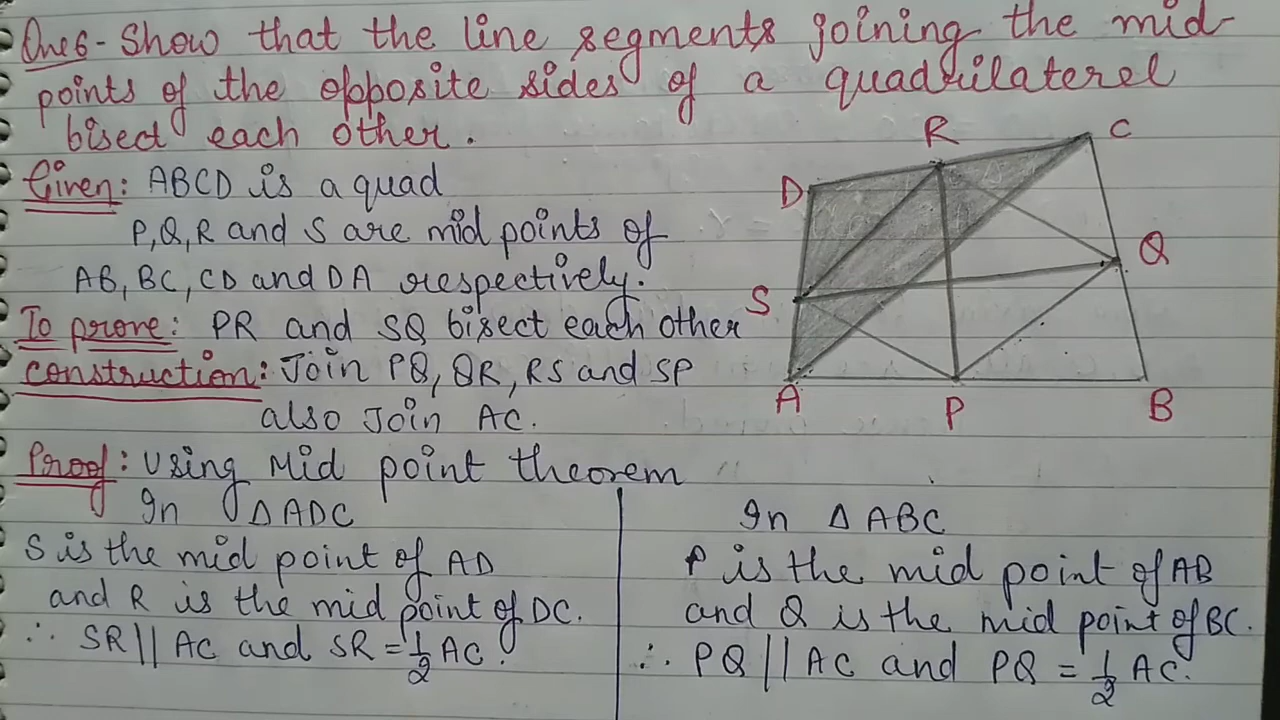 Ques 6 - Show that the line segments joining the mid-
points of the opposite sides of a quadrilaterel
bisect each other.
Given: ABCD is a quad
P, Q, R and S are mid points of
AB, BC, CD and DA respectively.
To prove: PR and SQ bisect each other
construction: Join PQ, QR, RS and SP
also Join AC.
R
C
D
Q
S
A
P
B
Proof: Using Mid point theorem
In △ADC
S is the mid point of AD
and R is the mid point of DC.
∴ SR || AC and SR = 1/2 AC.
In △ABC
P is the mid point of AB
and Q is the mid point of BC.
∴ PQ || AC and PQ = 1/2 AC.